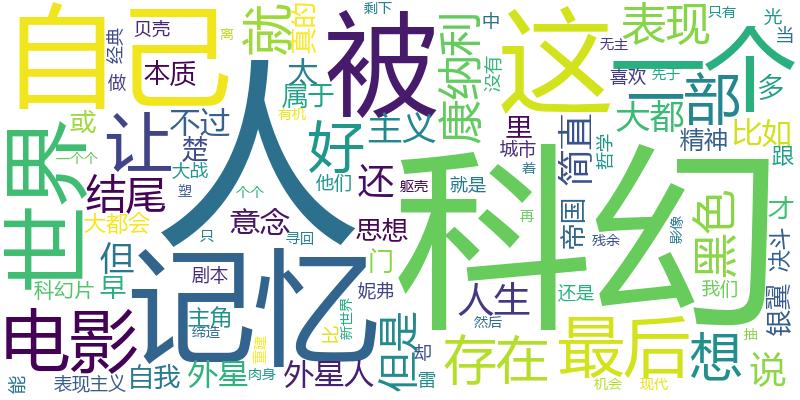 自己
就
真的
贝壳
经典
做
本质
被
康纳利
中
没有
剩下
离
这
一个
表现
只有
光
当
无主
喜欢
先于
一部
多
大都
大
属于
有机
主义
里
简直
城市
哲学
精神
比如
跟
或
不过
让
楚
好
世界
结尾
大战
一个个
人
他们
还
躯壳
就是
着
科幻
黑色
才
帝国
残余
影像
我们
决斗
银翼
大都会
塑
个个
意念
思想
再
但
早
科幻片
记忆
只
寻回
门
妮弗
人生
还是
然后
剧本
主角
缔造
比
新世界
重建
但是
却
雷
电影
能
表现主义
自我
外星
肉身
外星人
存在
最后
机会
现代
想
抽
说